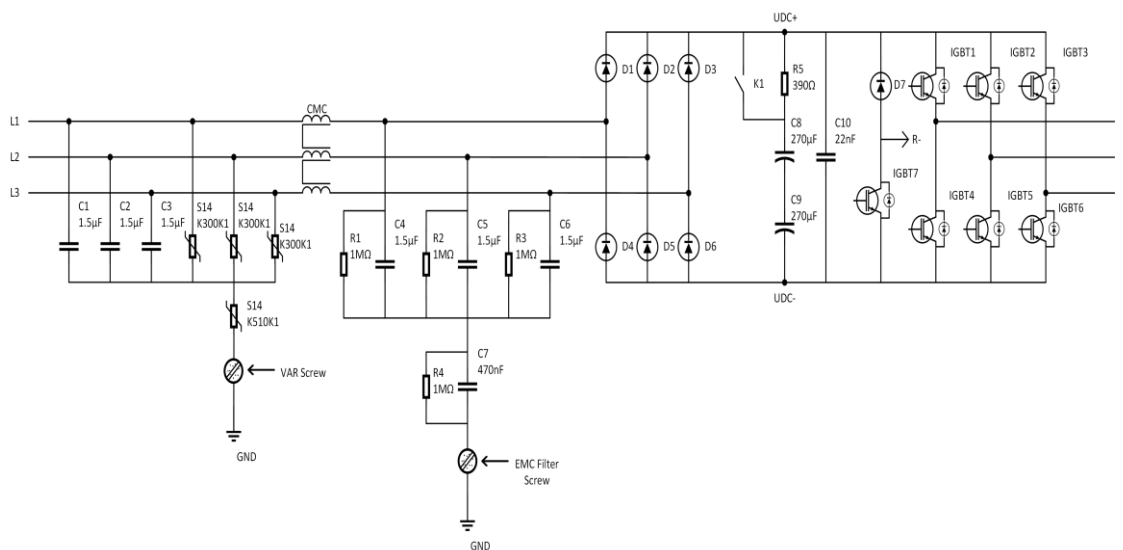 UDC+
IGBT1
IGBT2
IGBT3
D1
D2
D3
K1
R5
390Ω
D7
CMC
L1
C8
270μF
C10
22nF
R-
L2
IGBT7
L3
C1
1.5μF
C2
1.5μF
C3
1.5μF
S14
K300K1
S14
K300K1
S14
K300K1
C9
270μF
IGBT4
IGBT5
IGBT6
R1
1MΩ
C4
1.5μF
R2
1MΩ
C5
1.5μF
R3
1MΩ
C6
1.5μF
D4
D5
D6
UDC-
S14
K510K1
VAR Screw
C7
470nF
R4
1MΩ
GND
EMC Filter
Screw
GND